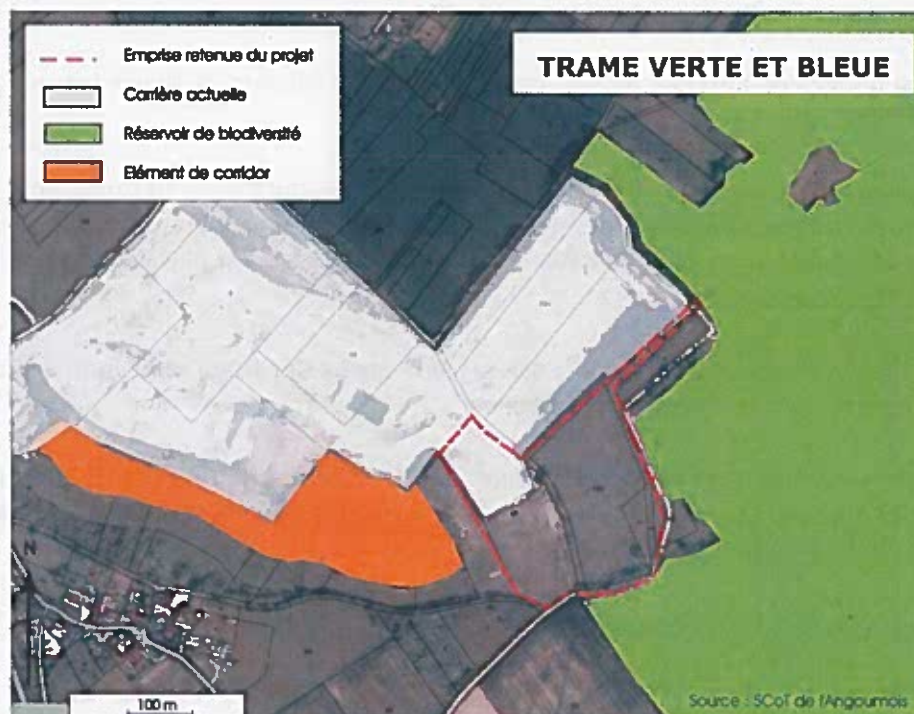 Emprise retenue du projet
Carrière actuelle
Réservoir de biodiversité
Elément de corridor
TRAME VERTE ET BLEUE
N
100 m
Source : SCoT de l'Angoumois